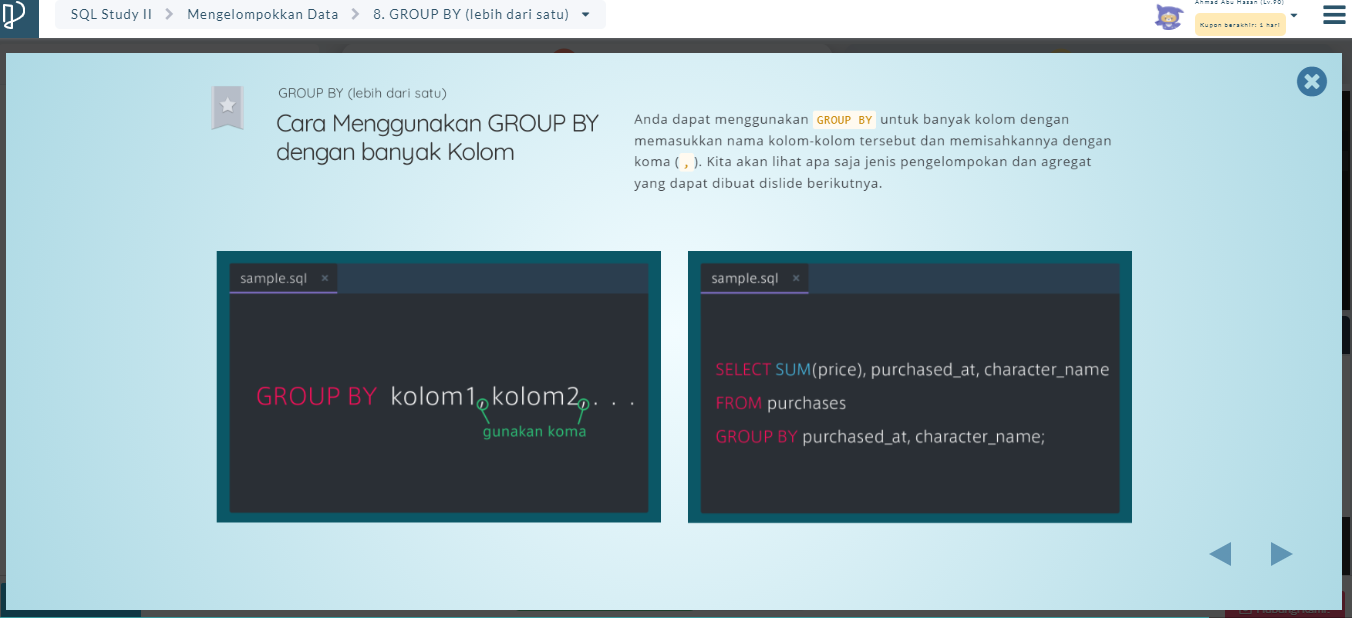 SQL Study II > Mengelompokkan Data > 8. GROUP BY (lebih dari satu)
Ahmad Abu Hasan (Lv.90)
Kupon berakhir: 1 hari
GROUP BY (lebih dari satu)
Cara Menggunakan GROUP BY
dengan banyak Kolom
Anda dapat menggunakan GROUP BY untuk banyak kolom dengan
memasukkan nama kolom-kolom tersebut dan memisahkannya dengan
koma ( , ). Kita akan lihat apa saja jenis pengelompokan dan agregat
yang dapat dibuat dislide berikutnya.
sample.sql ×
GROUP BY kolom1, kolom2, . . .
gunakan koma
sample.sql ×
SELECT SUM(price), purchased_at, character_name
FROM purchases
GROUP BY purchased_at, character_name;